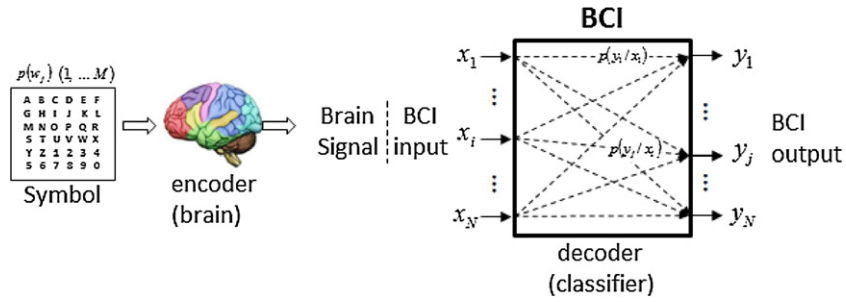 BCI
p(w_j) (1, ... M)
A B C D E F
G H I J K L
M N O P Q R
S T U V W X
Y Z 1 2 3 4
5 6 7 8 9 0
Symbol
encoder
(brain)
Brain
Signal
BCI
input
x_1
x_i
x_N
p(y_1/x_1)
p(y_j/x_i)
y_1
y_j
y_N
BCI
output
decoder
(classifier)